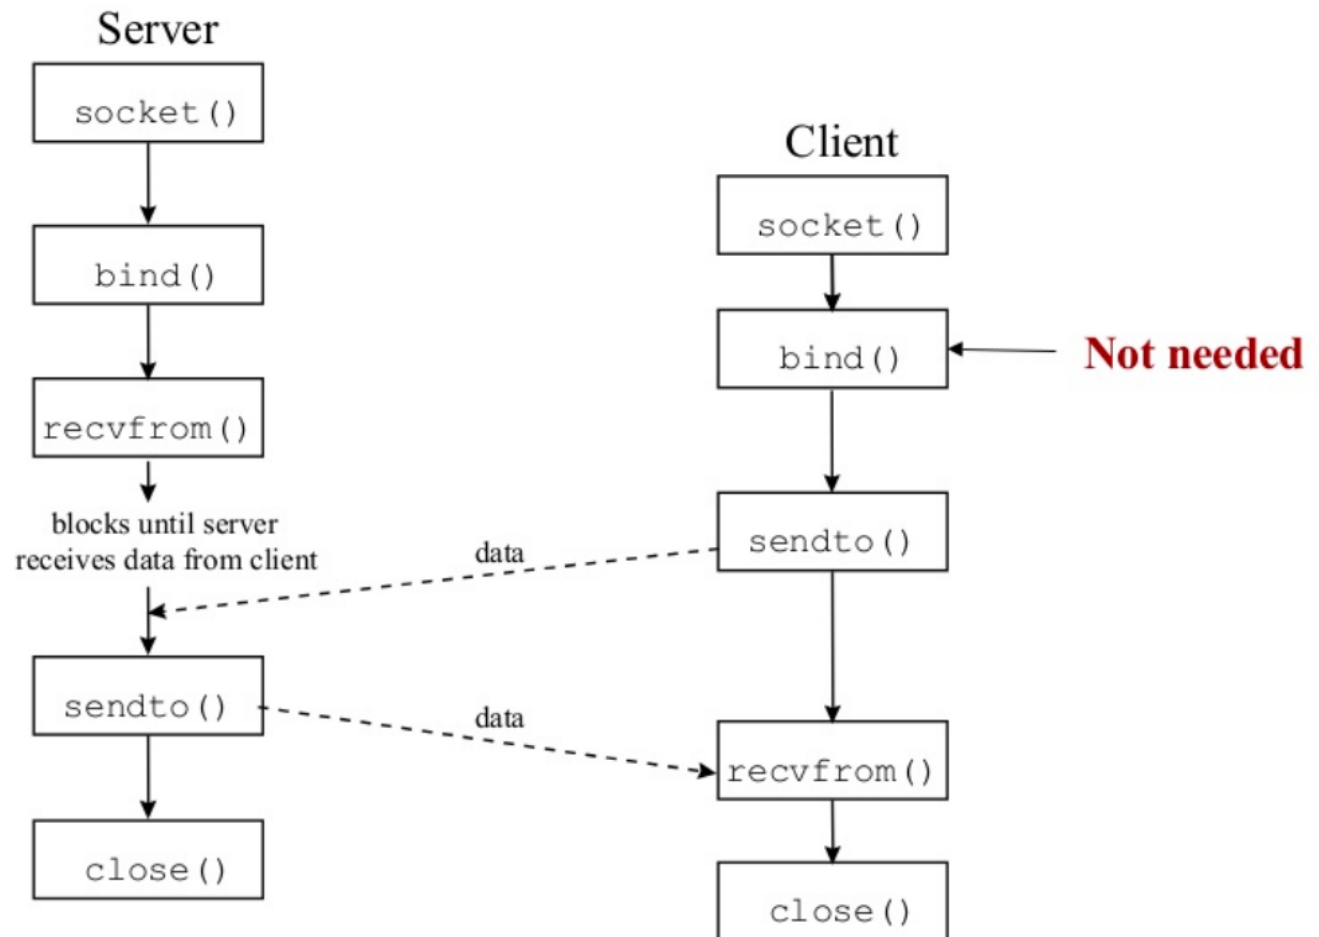 Server
socket()
bind()
recvfrom()
blocks until server
receives data from client
sendto()
close()
data
data
Client
socket()
bind()
Not needed
sendto()
recvfrom()
close()